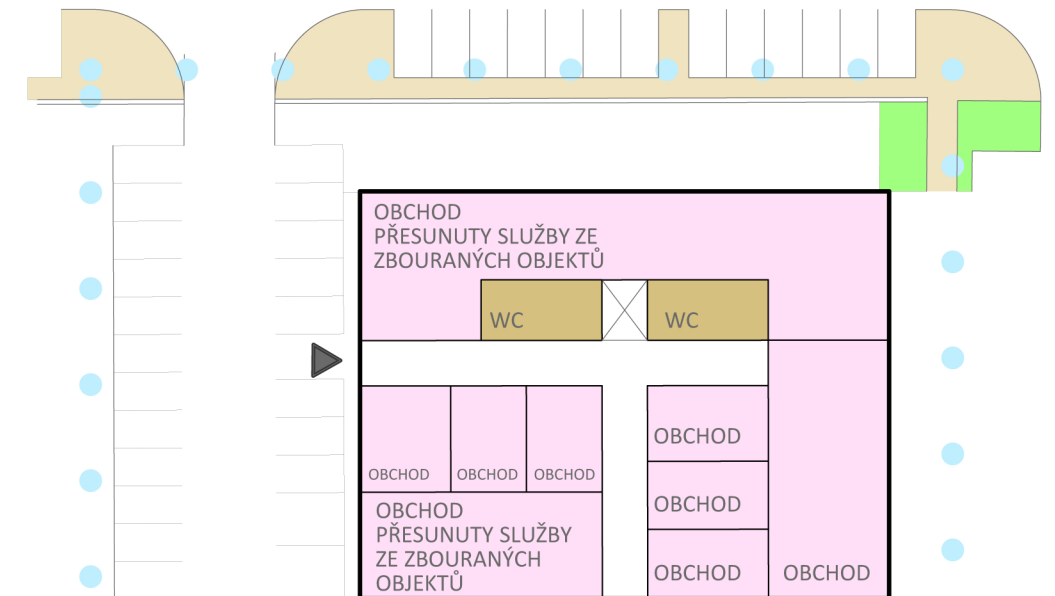 OBCHOD
PŘESUNUTY SLUŽBY ZE
ZBOURANÝCH OBJEKTŮ
WC
WC
OBCHOD
OBCHOD
OBCHOD
OBCHOD
OBCHOD
PŘESUNUTY SLUŽBY
ZE ZBOURANÝCH
OBJEKTŮ
OBCHOD
OBCHOD
OBCHOD